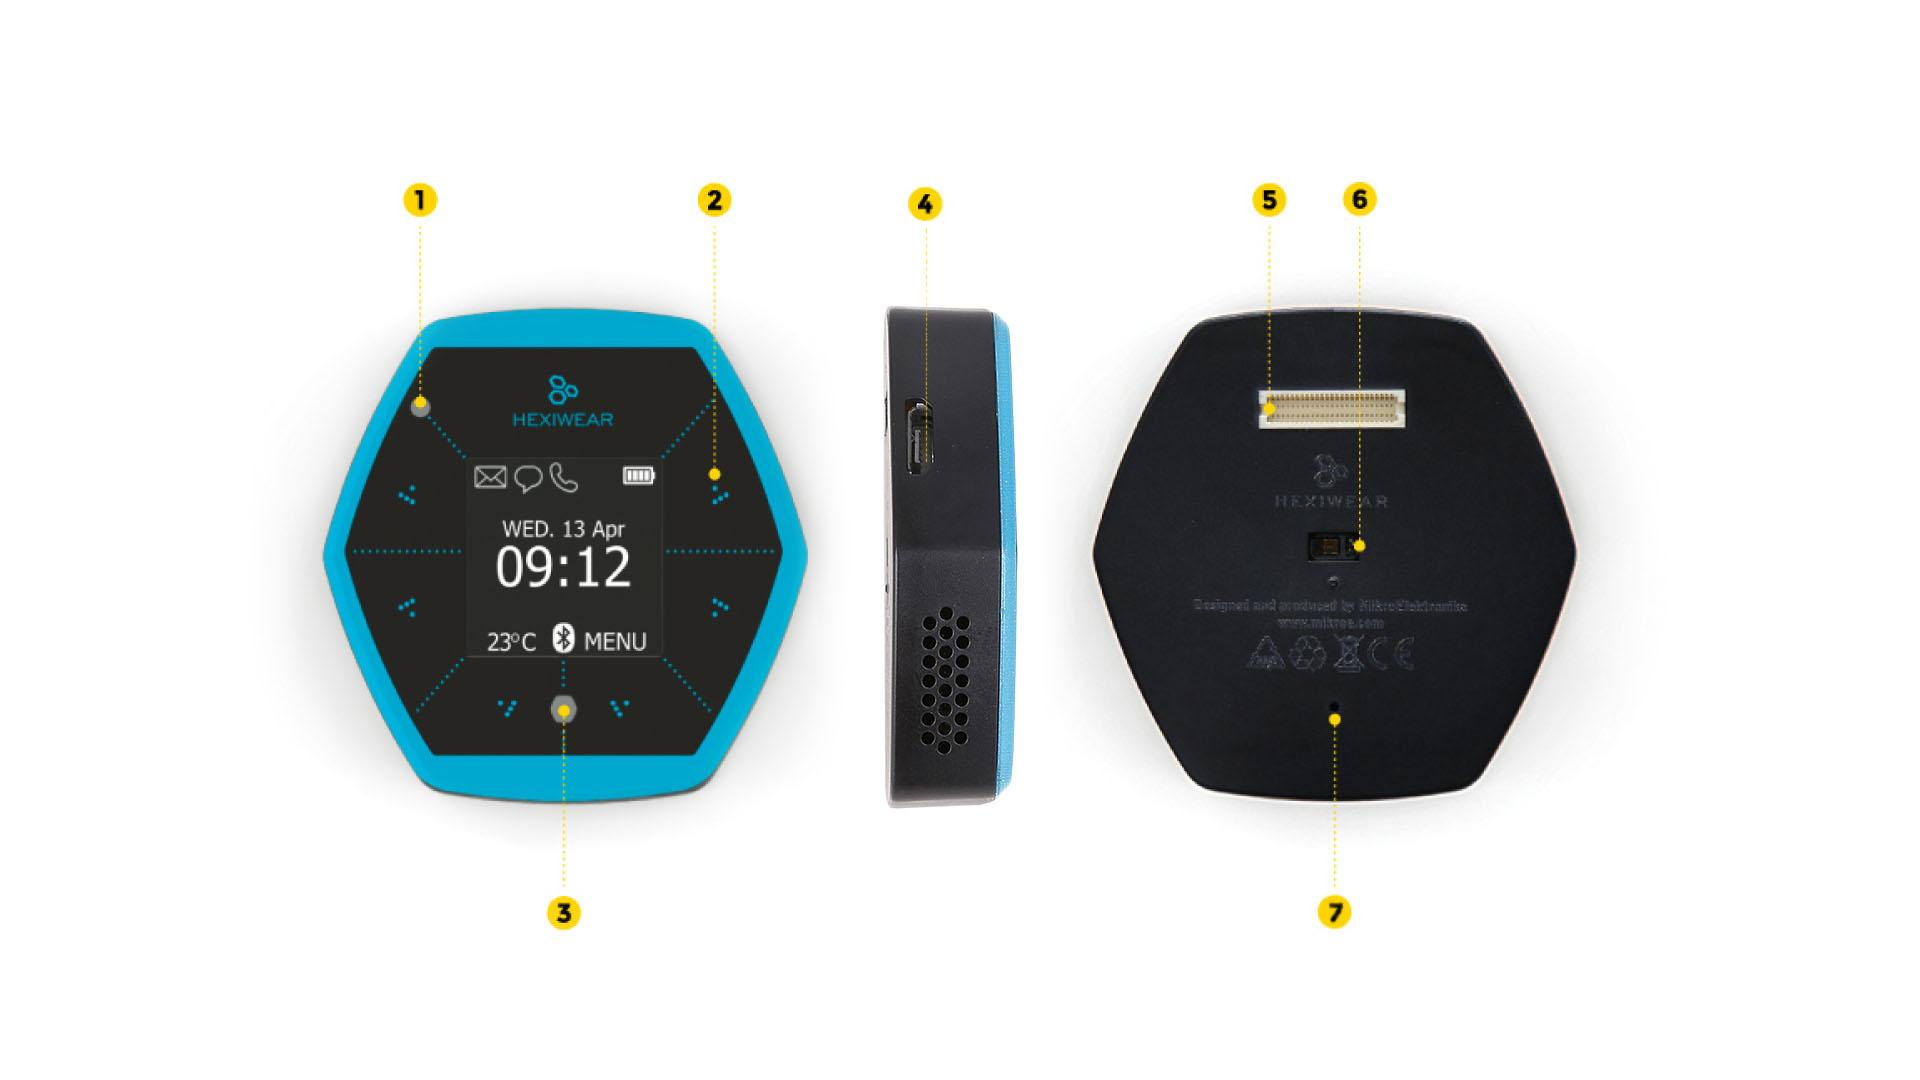 1
2
4
5
6
HEXIWEAR
WED. 13 Apr
09:12
23°C MENU
HEXIWEAR
Designed and produced by MikroElektronika
www.mikroe.com
CE
3
7